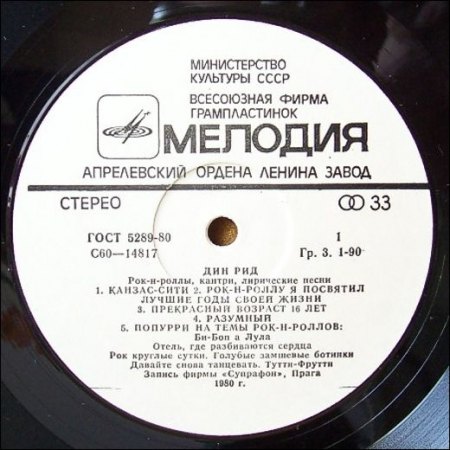 МИНИСТЕРСТВО
КУЛЬТУРЫ СССР
ВСЕСОЮЗНАЯ ФИРМА
ГРАМПЛАСТИНОК
МЕЛОДИЯ
АПРЕЛЕВСКИЙ ОРДЕНА ЛЕНИНА ЗАВОД
СТЕРЕО 33
ГОСТ 5289-80 1
С60—14817 Гр. 3. 1-90
ДИН РИД
Рок-н-роллы, кантри, лирические песни
1. КАНЗАС-СИТИ 2. РОК-Н-РОЛЛУ Я ПОСВЯТИЛ
ЛУЧШИЕ ГОДЫ СВОЕЙ ЖИЗНИ
3. ПРЕКРАСНЫЙ ВОЗРАСТ 16 ЛЕТ
4. РАЗУМНЫЙ
5. ПОПУРРИ НА ТЕМЫ РОК-Н-РОЛЛОВ:
Би-Боп а Лула
Отель, где разбиваются сердца
Рок круглые сутки. Голубые замшевые ботинки
Давайте снова танцевать. Тутти-Фрутти
Запись фирмы «Супрафон», Прага
1980 г.